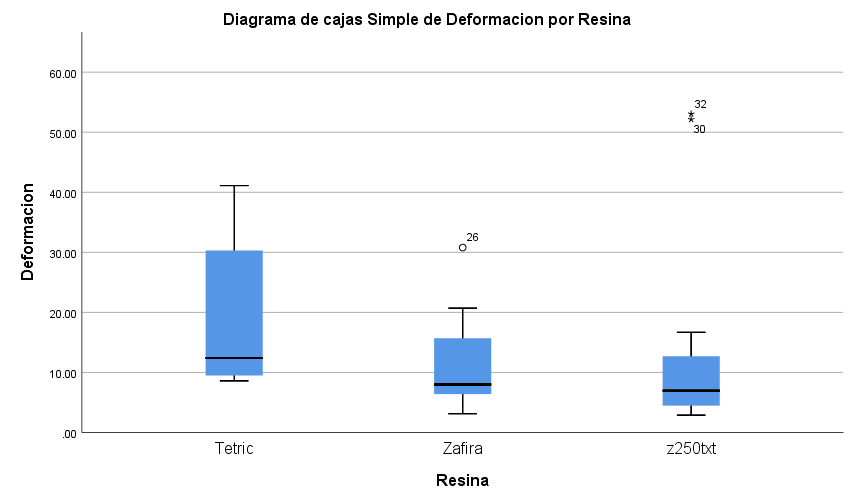 Diagrama de cajas Simple de Deformacion por Resina
60.00
50.00
40.00
30.00
20.00
10.00
.00
Deformacion
32
30
26
Tetric
Zafira
z250txt
Resina